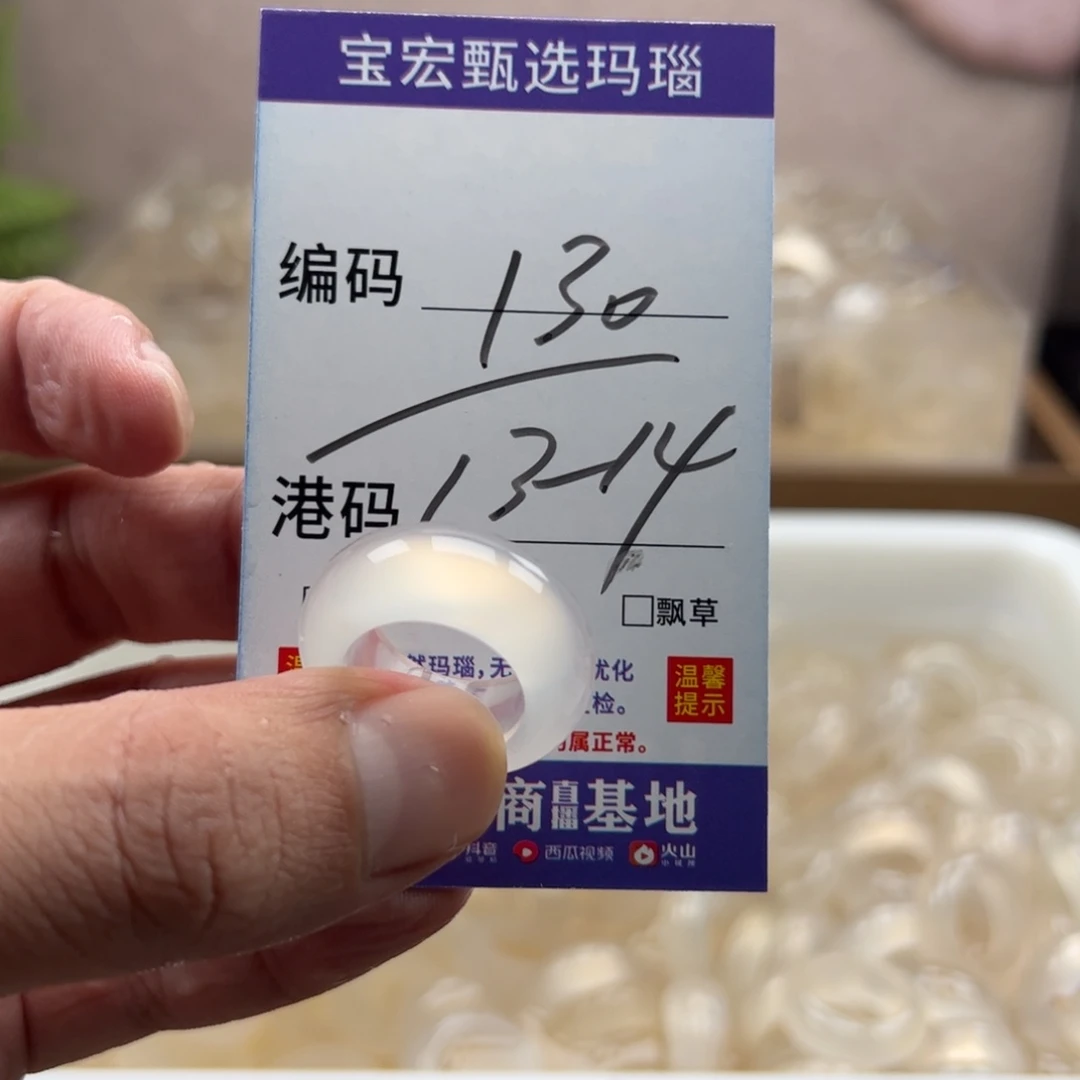 宝宏甄选玛瑙
编码 130
港码 13-14
飘草
玛瑙,无 优化 温馨
检。 提示
属正常。
商直播基地
抖音 西瓜视频 火山